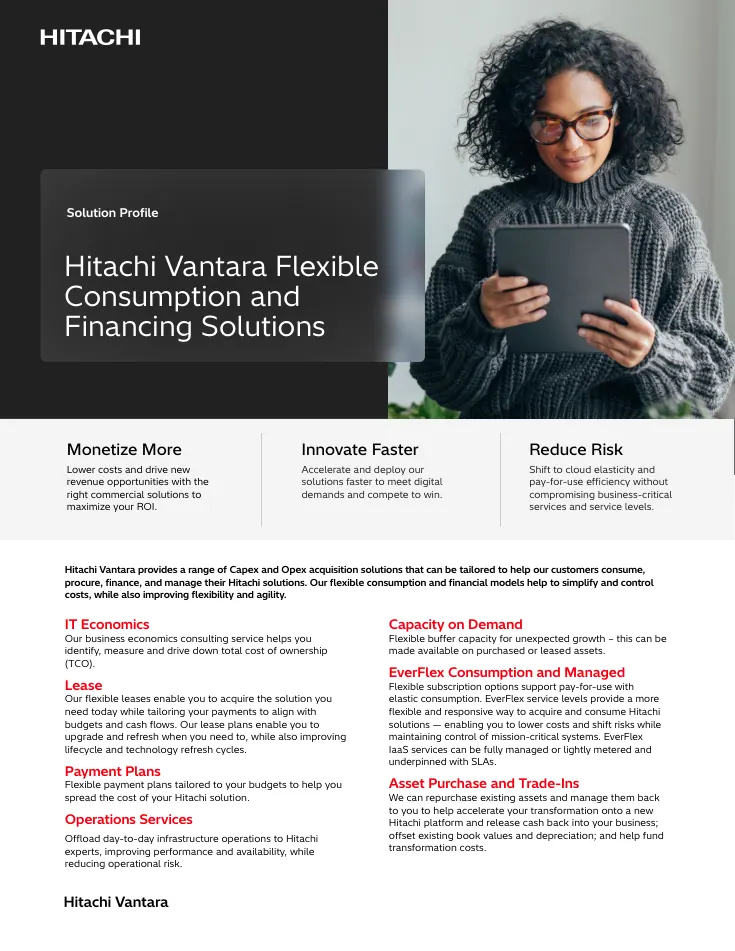 HITACHI
Solution Profile
Hitachi Vantara Flexible
Consumption and
Financing Solutions
Monetize More
Lower costs and drive new
revenue opportunities with the
right commercial solutions to
maximize your ROI.
Innovate Faster
Accelerate and deploy our
solutions faster to meet digital
demands and compete to win.
Reduce Risk
Shift to cloud elasticity and
pay-for-use efficiency without
compromising business-critical
services and service levels.
Hitachi Vantara provides a range of Capex and Opex acquisition solutions that can be tailored to help our customers consume,
procure, finance, and manage their Hitachi solutions. Our flexible consumption and financial models help to simplify and control
costs, while also improving flexibility and agility.
IT Economics
Our business economics consulting service helps you
identify, measure and drive down total cost of ownership
(TCO).
Lease
Our flexible leases enable you to acquire the solution you
need today while tailoring your payments to align with
budgets and cash flows. Our lease plans enable you to
upgrade and refresh when you need to, while also improving
lifecycle and technology refresh cycles.
Payment Plans
Flexible payment plans tailored to your budgets to help you
spread the cost of your Hitachi solution.
Operations Services
Offload day-to-day infrastructure operations to Hitachi
experts, improving performance and availability, while
reducing operational risk.
Capacity on Demand
Flexible buffer capacity for unexpected growth – this can be
made available on purchased or leased assets.
EverFlex Consumption and Managed
Flexible subscription options support pay-for-use with
elastic consumption. EverFlex service levels provide a more
flexible and responsive way to acquire and consume Hitachi
solutions — enabling you to lower costs and shift risks while
maintaining control of mission-critical systems. EverFlex
IaaS services can be fully managed or lightly metered and
underpinned with SLAs.
Asset Purchase and Trade-Ins
We can repurchase existing assets and manage them back
to you to help accelerate your transformation onto a new
Hitachi platform and release cash back into your business;
offset existing book values and depreciation; and help fund
transformation costs.
Hitachi Vantara